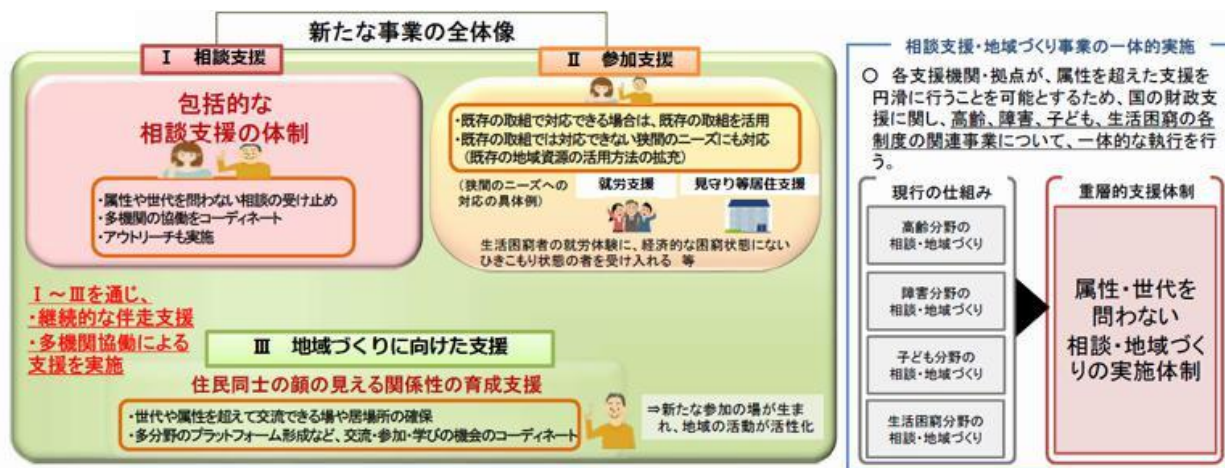 新たな事業の全体像
Ⅰ 相談支援
包括的な
相談支援の体制
・属性や世代を問わない相談の受け止め
・多機関の協働をコーディネート
・アウトリーチも実施
Ⅱ 参加支援
・既存の取組で対応できる場合は、既存の取組を活用
・既存の取組では対応できない狭間のニーズにも対応
（既存の地域資源の活用方法の拡充）
（狭間のニーズへの
対応の具体例）
就労支援
見守り等居住支援
生活困窮者の就労体験に、経済的な困窮状態にない
ひきこもり状態の者を受け入れる 等
Ⅰ～Ⅲを通じ、
・継続的な伴走支援
・多機関協働による
支援を実施
Ⅲ 地域づくりに向けた支援
住民同士の顔の見える関係性の育成支援
・世代や属性を超えて交流できる場や居場所の確保
・多分野のプラットフォーム形成など、交流・参加・学びの機会のコーディネート
⇒新たな参加の場が生ま
れ、地域の活動が活性化
相談支援・地域づくり事業の一体的実施
○ 各支援機関・拠点が、属性を超えた支援を
円滑に行うことを可能とするため、国の財政支
援に関し、高齢、障害、子ども、生活困窮の各
制度の関連事業について、一体的な執行を行
う。
現行の仕組み
高齢分野の
相談・地域づくり
障害分野の
相談・地域づくり
子ども分野の
相談・地域づくり
生活困窮分野の
相談・地域づくり
重層的支援体制
属性・世代を
問わない
相談・地域づく
りの実施体制